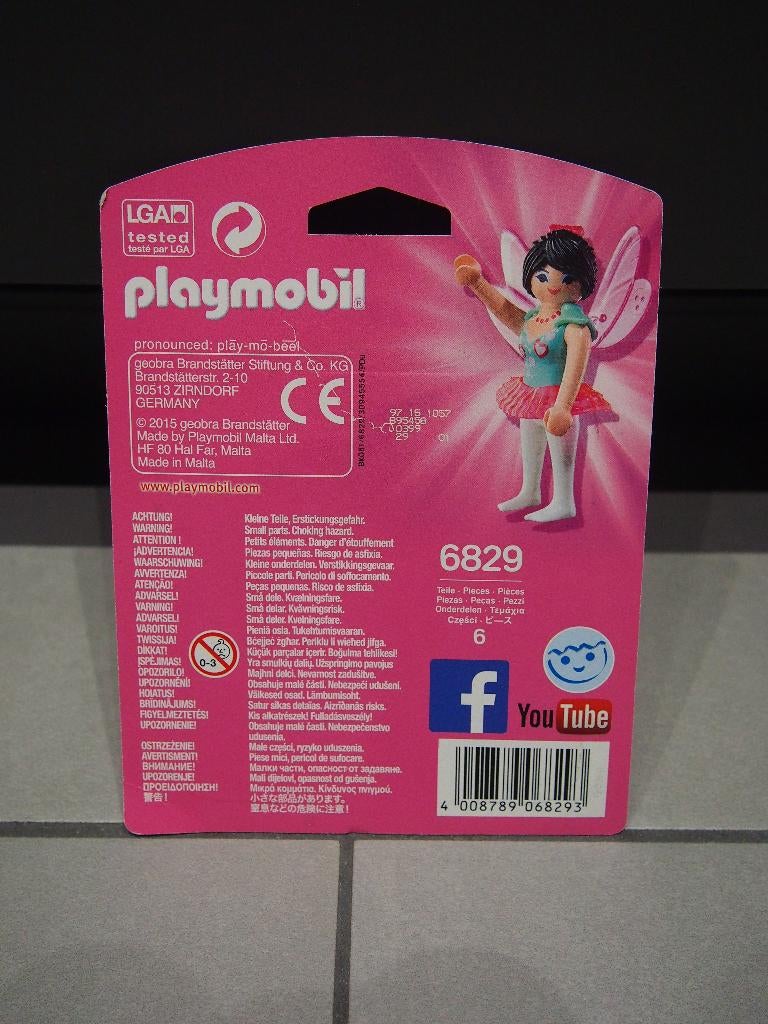 LGA
tested
testé par LGA
playmobil®
pronounced: plāy-mō-bēēl
geobra Brandstätter Stiftung & Co. KG
Brandstätterstr. 2-10
90513 ZIRNDORF
GERMANY
CE
© 2015 geobra Brandstätter
Made by Playmobil Malta Ltd.
HF 80 Hal Far, Malta
Made in Malta
97 15 1057
895458
0399
29 01
www.playmobil.com
ACHTUNG! Kleine Teile, Erstickungsgefahr.
WARNING! Small parts. Choking hazard.
ATTENTION ! Petits éléments. Danger d'étouffement
¡ADVERTENCIA! Piezas pequeñas. Riesgo de asfixia.
WAARSCHUWING! Kleine onderdelen. Verstikkingsgevaar.
AVVERTENZA! Piccole parti. Pericolo di soffocamento.
ATENÇÃO! Peças pequenas. Risco de asfixia.
ADVARSEL! Små dele. Kvælningsfare.
VARNING! Små delar. Kvävningsrisk.
ADVARSEL! Små deler. Kvelningsfare.
VAROITUS! Pieniä osia. Tukehtumisvaaran.
TWISSIJA! Bċejjeċ żgħar. Periklu li wieħed jifga.
DİKKAT! Küçük parçalar içerir. Boğulma tehlikesi!
ĮSPĖJIMAS! Yra smulkių dalių. Užspringimo pavojus
OPOZORILO! Majhni delci. Nevarnost zadušitve.
UPOZORNĚNÍ! Obsahuje malé části. Nebezpečí udušení.
HOIATUS! Väikesed osad. Lämbumisoht.
BRĪDINĀJUMS! Satur sīkas detaļas. Aizrīšanās risks.
FIGYELMEZTETÉS! Kis alkatrészek! Fulladásveszély!
UPOZORNENIE! Obsahuje malé časti. Nebezpečenstvo
udusenia.
OSTRZEŻENIE! Małe części, ryzyko uduszenia.
AVERTISMENT! Piese mici, pericol de sufocare.
ВНИМАНИЕ! Малки части, опасност от задавяне.
UPOZORENJE! Mali dijelovi, opasnost od gušenja.
ΠΡΟΕΙΔΟΠΟΙΗΣΗ! Μικρά κομμάτια. Κίνδυνος πνιγμού.
警告！ 小さな部品があります。
窒息などの危険に注意！
0-3
6829
Teile · Pieces · Pièces
Piezas · Peças · Pezzi
Onderdelen · Τεμάχια
Części · ピース
6
f
YouTube
4 008789 068293